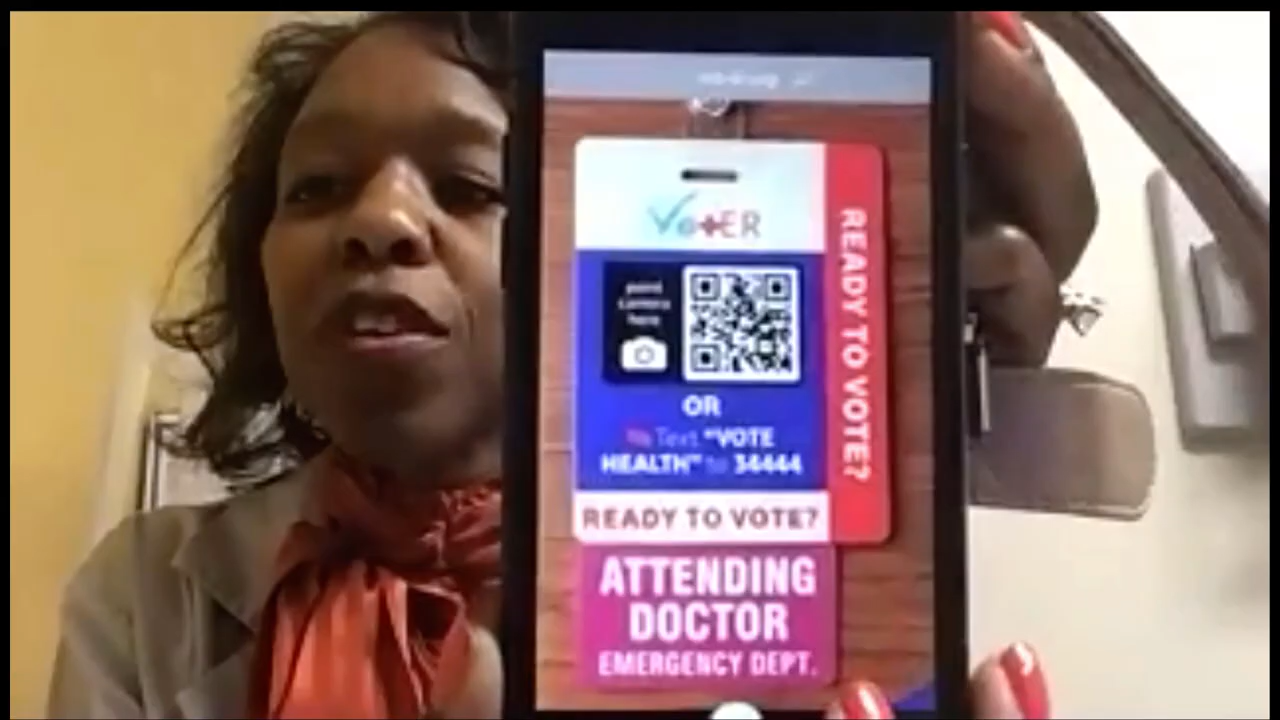 VotER
point
camera
here
OR
Text "VOTE
HEALTH" to 34444
READY TO VOTE?
READY TO VOTE?
ATTENDING
DOCTOR
EMERGENCY DEPT.